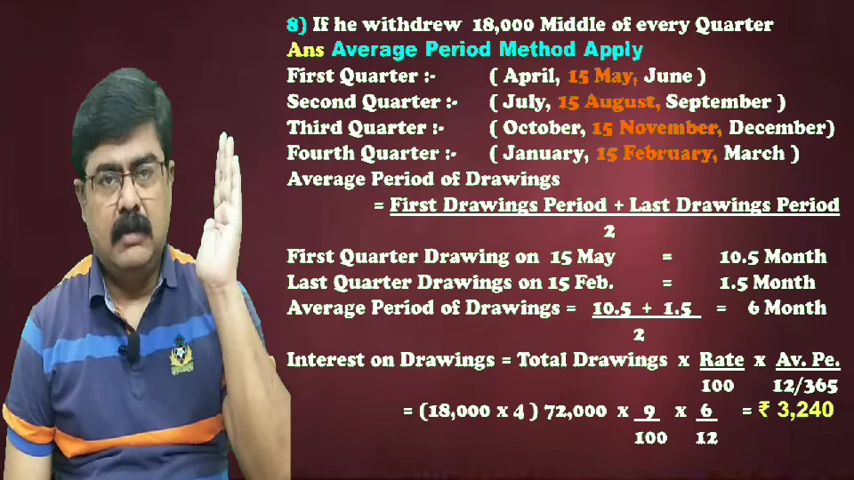 8) If he withdrew 18,000 Middle of every Quarter
Ans Average Period Method Apply
First Quarter :- ( April, 15 May, June )
Second Quarter :- ( July, 15 August, September )
Third Quarter :- ( October, 15 November, December)
Fourth Quarter :- ( January, 15 February, March )
Average Period of Drawings
= First Drawings Period + Last Drawings Period
2
First Quarter Drawing on 15 May = 10.5 Month
Last Quarter Drawings on 15 Feb. = 1.5 Month
Average Period of Drawings = 10.5 + 1.5 = 6 Month
2
Interest on Drawings = Total Drawings x Rate x Av. Pe.
100 12/365
= (18,000 x 4 ) 72,000 x 9 x 6 = ₹ 3,240
100 12